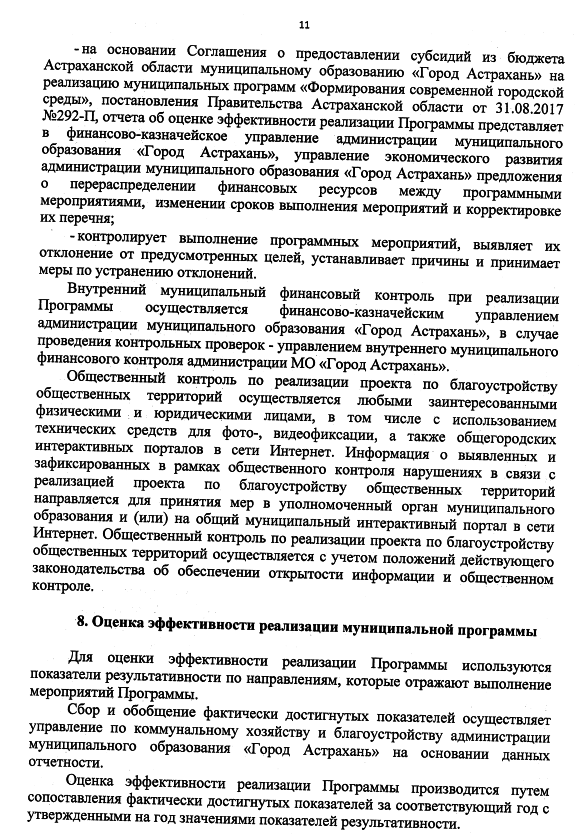 11
- на основании Соглашения о предоставлении субсидий из бюджета
Астраханской области муниципальному образованию «Город Астрахань» на
реализацию муниципальных программ «Формирования современной городской
среды», постановления Правительства Астраханской области от 31.08.2017
№292-П, отчета об оценке эффективности реализации Программы представляет
в финансово-казначейское управление администрации муниципального
образования «Город Астрахань», управление экономического развития
администрации муниципального образования «Город Астрахань» предложения
о перераспределении финансовых ресурсов между программными
мероприятиями, изменении сроков выполнения мероприятий и корректировке
их перечня;
- контролирует выполнение программных мероприятий, выявляет их
отклонение от предусмотренных целей, устанавливает причины и принимает
меры по устранению отклонений.
Внутренний муниципальный финансовый контроль при реализации
Программы осуществляется финансово-казначейским управлением
администрации муниципального образования «Город Астрахань», в случае
проведения контрольных проверок - управлением внутреннего муниципального
финансового контроля администрации МО «Город Астрахань».
Общественный контроль по реализации проекта по благоустройству
общественных территорий осуществляется любыми заинтересованными
физическими и юридическими лицами, в том числе с использованием
технических средств для фото-, видеофиксации, а также общегородских
интерактивных порталов в сети Интернет. Информация о выявленных и
зафиксированных в рамках общественного контроля нарушениях в связи с
реализацией проекта по благоустройству общественных территорий
направляется для принятия мер в уполномоченный орган муниципального
образования и (или) на общий муниципальный интерактивный портал в сети
Интернет. Общественный контроль по реализации проекта по благоустройству
общественных территорий осуществляется с учетом положений действующего
законодательства об обеспечении открытости информации и общественном
контроле.
8. Оценка эффективности реализации муниципальной программы
Для оценки эффективности реализации Программы используются
показатели результативности по направлениям, которые отражают выполнение
мероприятий Программы.
Сбор и обобщение фактически достигнутых показателей осуществляет
управление по коммунальному хозяйству и благоустройству администрации
муниципального образования «Город Астрахань» на основании данных
отчетности.
Оценка эффективности реализации Программы производится путем
сопоставления фактически достигнутых показателей за соответствующий год с
утвержденными на год значениями показателей результативности.